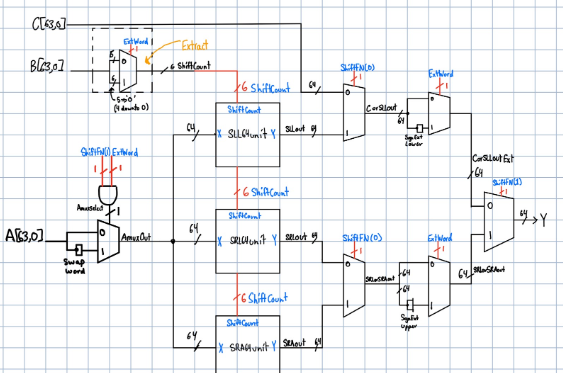 C[63,0]
ExtWord
1
ShiftFN(0)
1
ExtWord
1
B[63,0]
6
0
1
Extract
6 ShiftCount
6 ShiftCount
64
0
1
CorSLLout
64
0
1
SignExt
Lower
(4 downto 0)
ShiftCount
64
X SLL64unit Y
SLLout 64
ShiftFN(1) ExtWord
1
1
CorSLLoutExt
64
ShiftFN(1)
1
6 ShiftCount
AmuxSel
1
ShiftCount
A[63,0]
0
1
AmuxOut
64
X SRL64unit Y
SRLout 64
ShiftFN(0)
1
ExtWord
1
0
1
64
Y
Swap
word
0
1
SRLorSRAout
64
64
0
1
64
SRLorSRAout
6 ShiftCount
SignExt
Upper
ShiftCount
64
X SRA64unit Y
SRAout 64